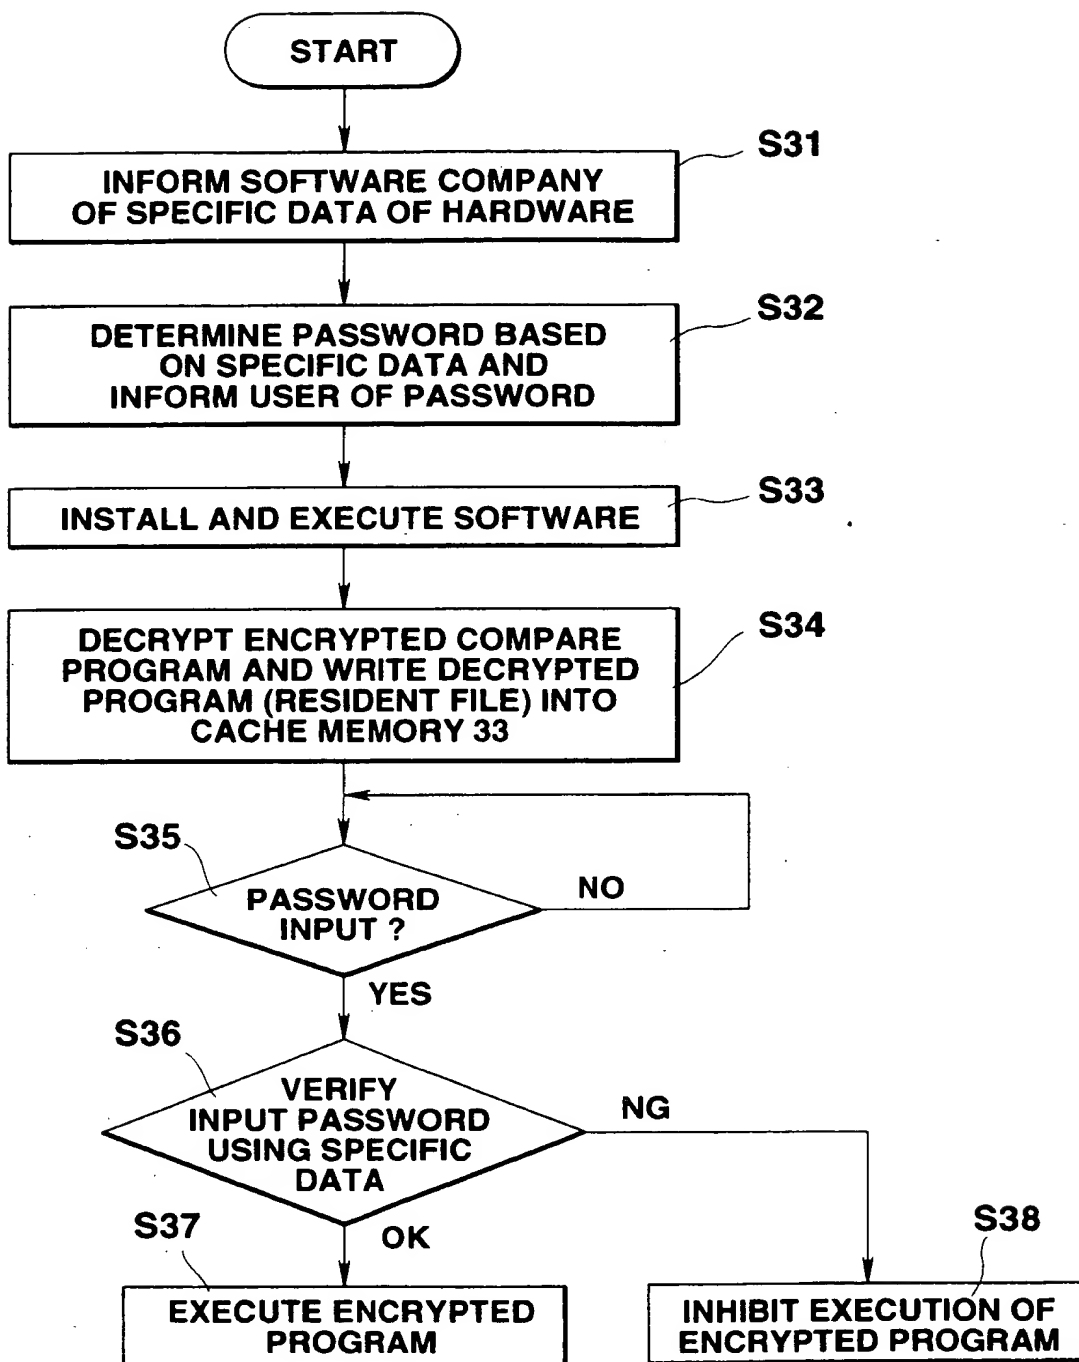 START
S31
INFORM SOFTWARE COMPANY
OF SPECIFIC DATA OF HARDWARE
S32
DETERMINE PASSWORD BASED
ON SPECIFIC DATA AND
INFORM USER OF PASSWORD
S33
INSTALL AND EXECUTE SOFTWARE
S34
DECRYPT ENCRYPTED COMPARE
PROGRAM AND WRITE DECRYPTED
PROGRAM (RESIDENT FILE) INTO
CACHE MEMORY 33
S35
PASSWORD
INPUT ?
NO
YES
S36
VERIFY
INPUT PASSWORD
USING SPECIFIC
DATA
NG
OK
S37
EXECUTE ENCRYPTED
PROGRAM
S38
INHIBIT EXECUTION OF
ENCRYPTED PROGRAM